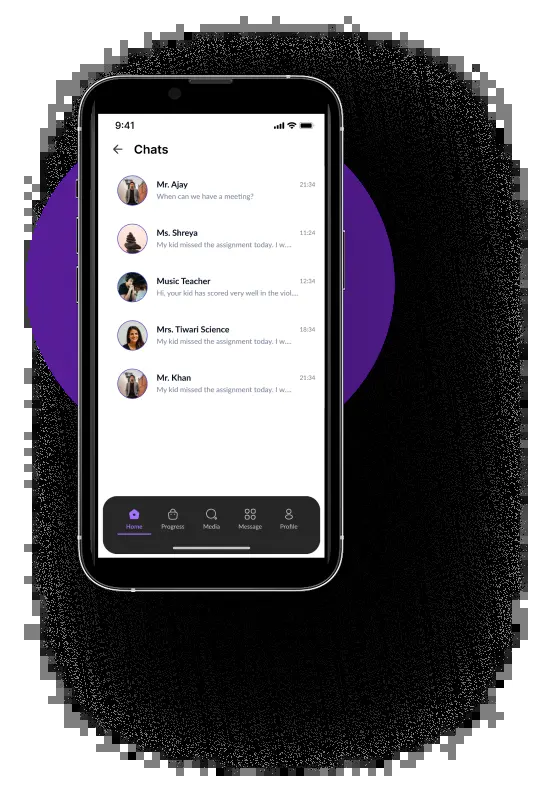 9:41
Chats
Mr. Ajay 21:34
When can we have a meeting?
Ms. Shreya 11:24
My kid missed the assignment today. I w....
Music Teacher 12:34
Hi, your kid has scored very well in the viol....
Mrs. Tiwari Science 18:34
My kid missed the assignment today. I w....
Mr. Khan 21:34
My kid missed the assignment today. I w....
Home Progress Media Message Profile